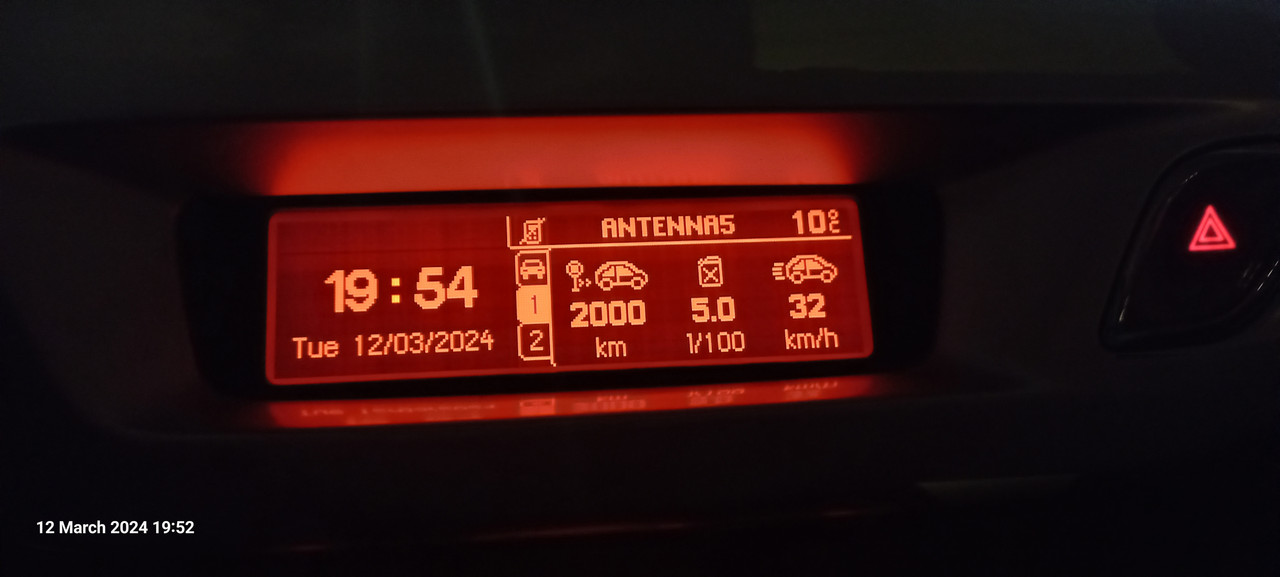 ANTENNA5 10°C
19:54
1
2000 5.0 32
Tue 12/03/2024
2
km l/100 km/h
12 March 2024 19:52